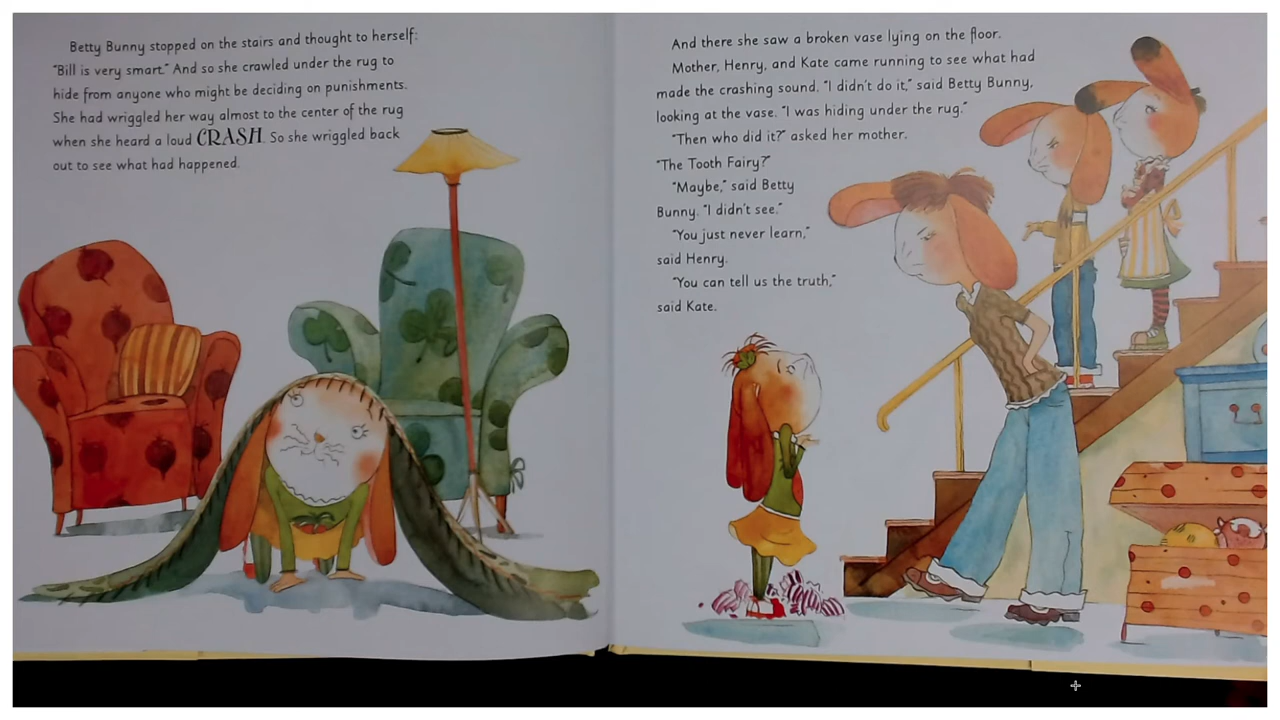 Betty Bunny stopped on the stairs and thought to herself:
"Bill is very smart." And so she crawled under the rug to
hide from anyone who might be deciding on punishments.
She had wriggled her way almost to the center of the rug
when she heard a loud CRASH. So she wriggled back
out to see what had happened.
And there she saw a broken vase lying on the floor.
Mother, Henry, and Kate came running to see what had
made the crashing sound. "I didn't do it," said Betty Bunny,
looking at the vase. "I was hiding under the rug."
"Then who did it?" asked her mother.
"The Tooth Fairy?"
"Maybe," said Betty
Bunny. "I didn't see."
"You just never learn,"
said Henry.
"You can tell us the truth,"
said Kate.